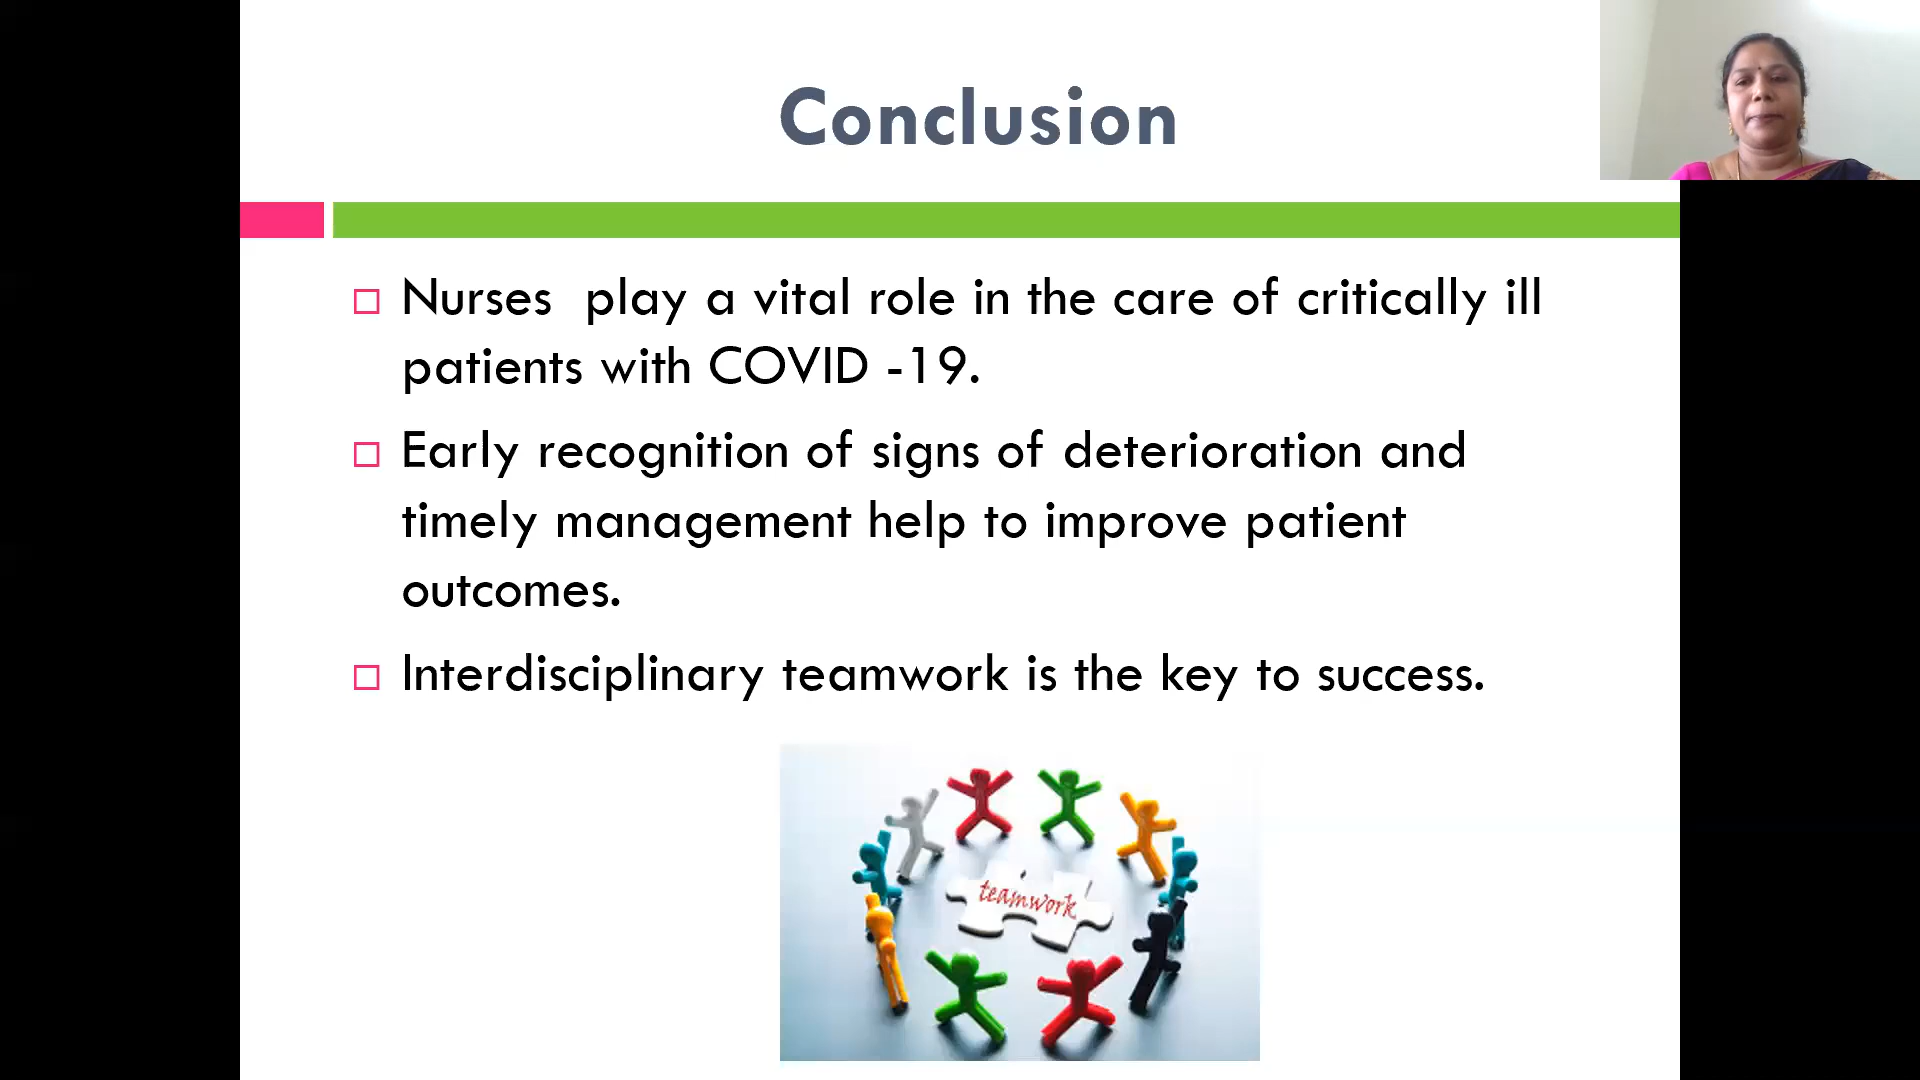 Conclusion
Nurses  play a vital role in the care of critically ill
patients with COVID -19.
Early recognition of signs of deterioration and
timely management help to improve patient
outcomes.
Interdisciplinary teamwork is the key to success.
teamwork